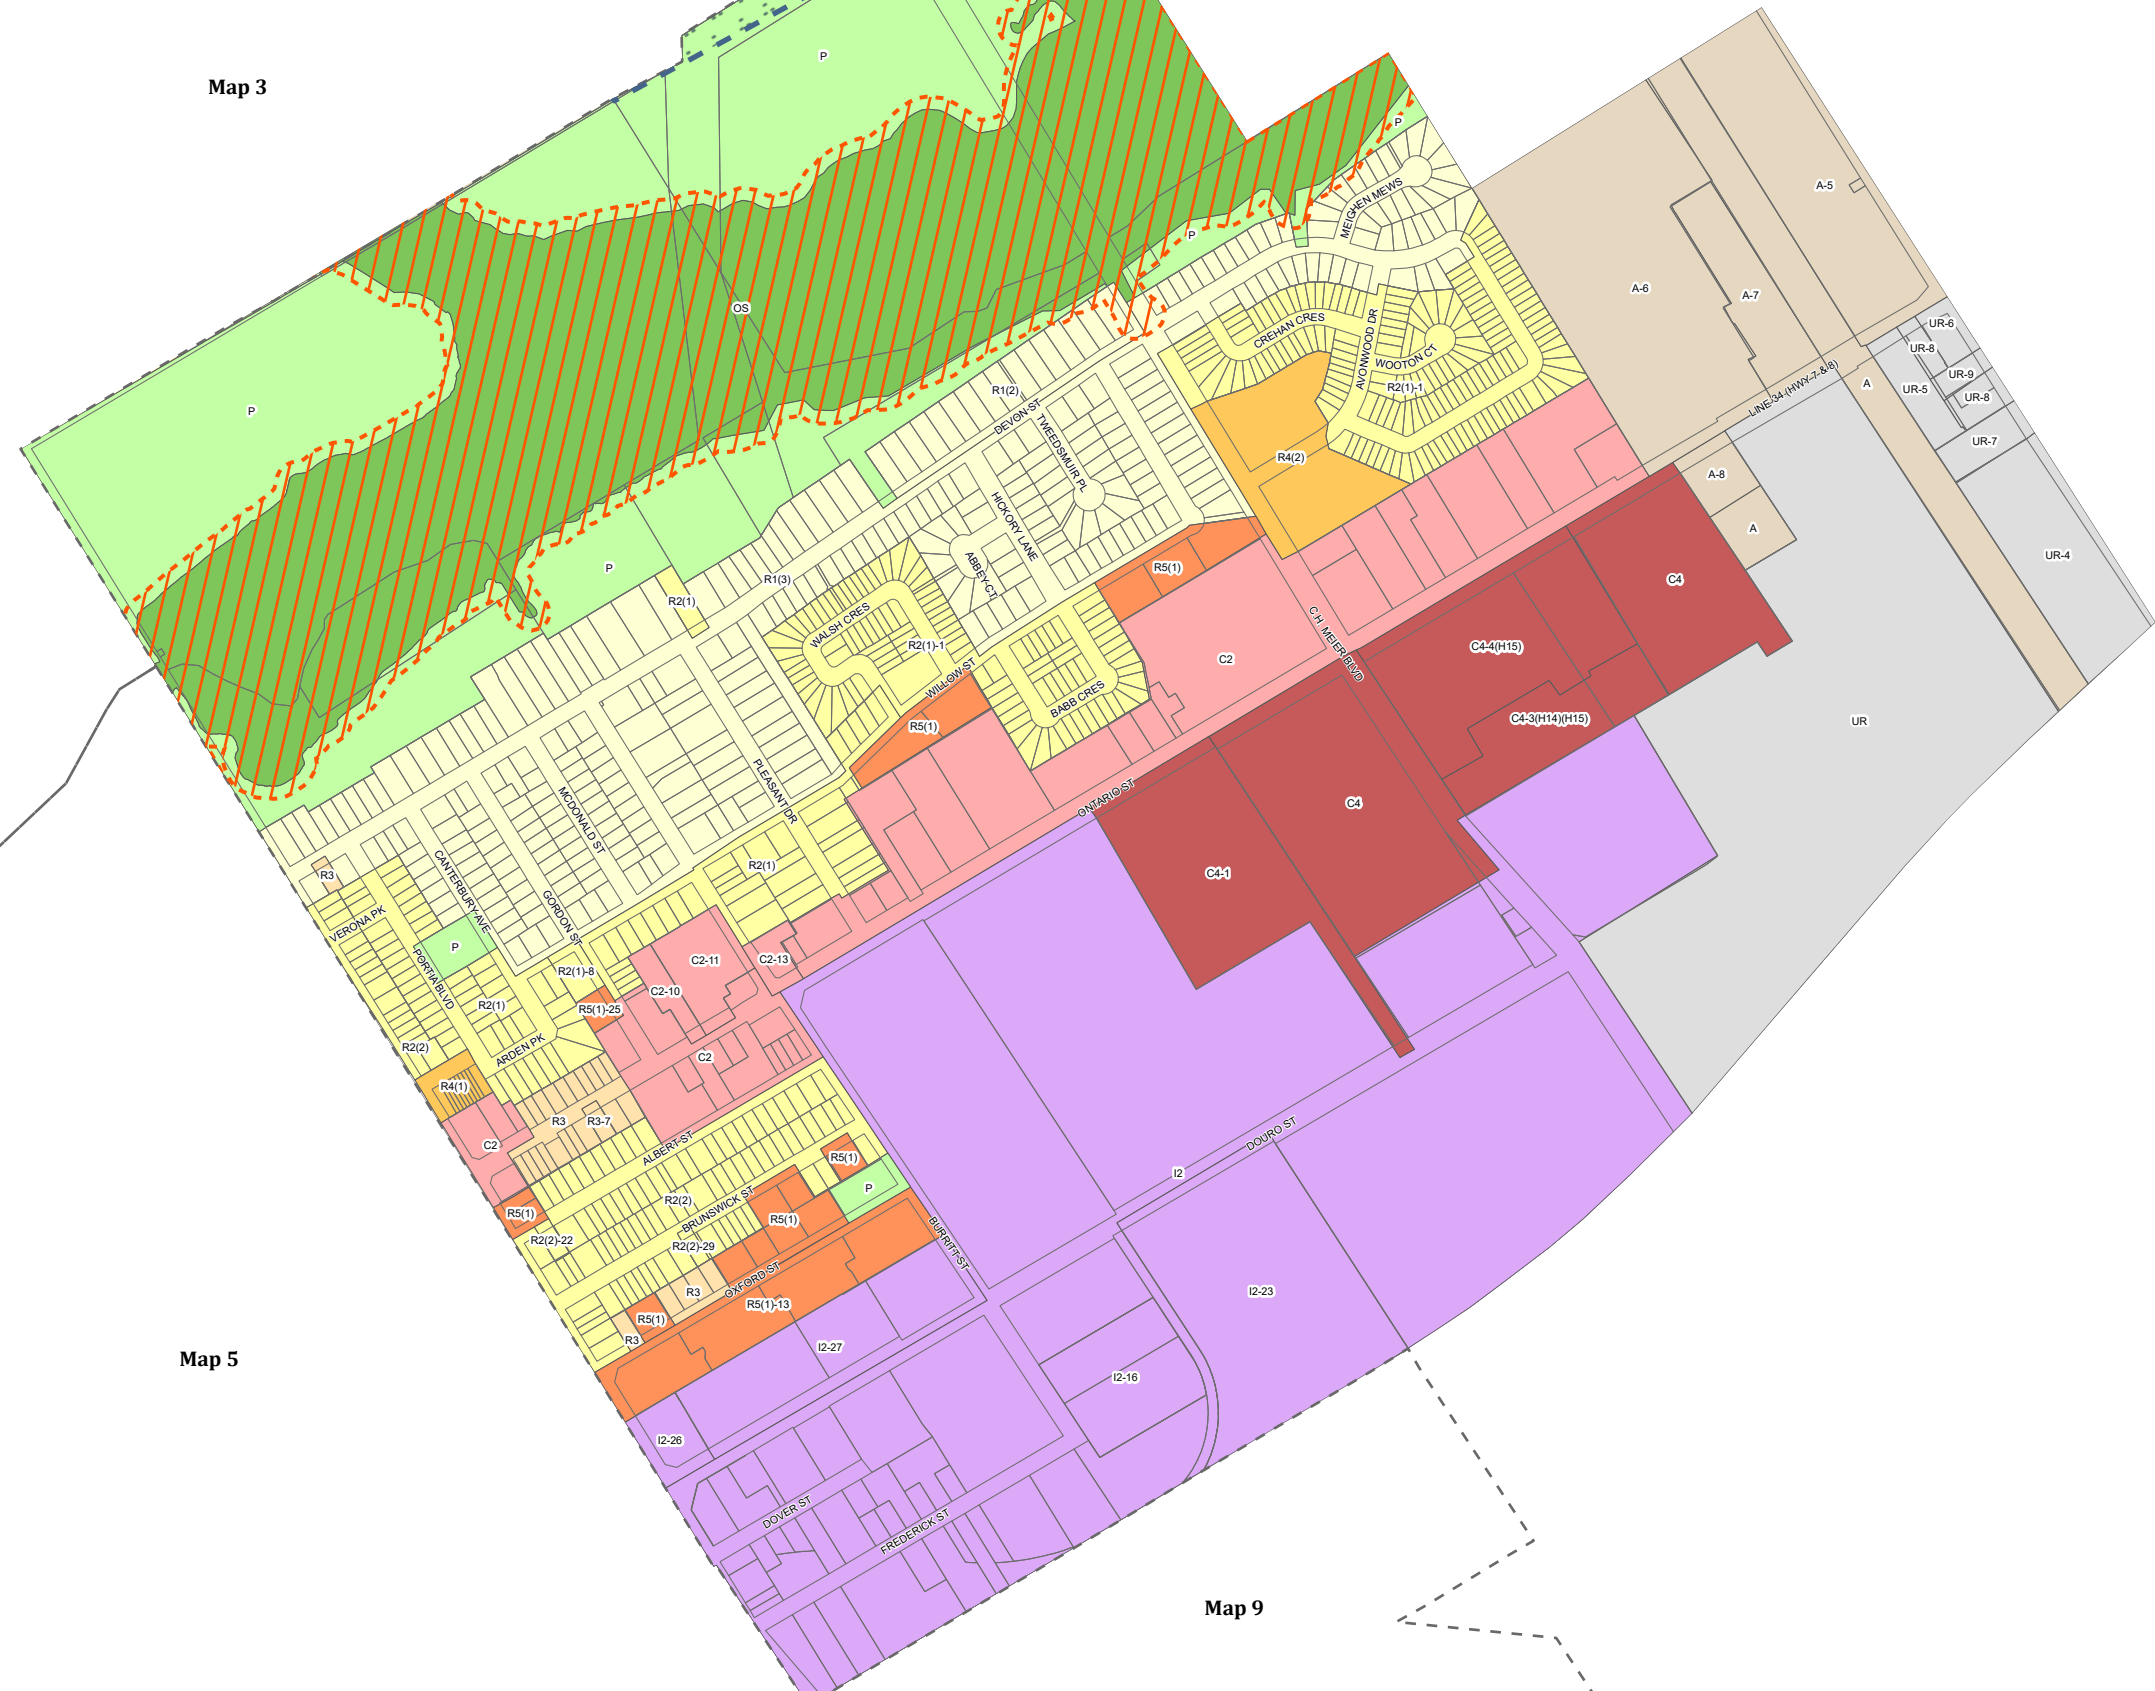 P
Map 3
P
MEIGHEN MEWS
A-5
P
A-6
A-7
OS
CREHAN CRES
AVONWOOD DR
UR-6
UR-8
WOOTON CT
UR-9
LINE 34 (HWY 7 & 8)
A
R2(1)-1
UR-5
UR-8
R1(2)
P
DEVON ST
TWEEDSMUIR PL
UR-7
R4(2)
A-8
HICKORY LANE
A
UR-4
P
R5(1)
ABBEY CT
R1(3)
C4
R2(1)
WALSH CRES
C.H. MEIER BLVD
R2(1)-1
C4-4(H15)
C2
WILLOW ST
BABB CRES
C4-3(H14)(H15)
UR
R5(1)
PLEASANT DR
ONTARIO ST
C4
MCDONALD ST
R2(1)
C4-1
R3
CANTERBURY AVE
GORDON ST
VERONA PK
P
C2-11
C2-13
PORTIA BLVD
R2(1)-8
C2-10
R2(1)
R5(1)-25
R2(2)
ARDEN PK
C2
R4(1)
R3
R3-7
DOURO ST
C2
ALBERT ST
R5(1)
I2
P
R2(2)
BRUNSWICK ST
R5(1)
R5(1)
R2(2)-22
R2(2)-29
BURRITT ST
OXFORD ST
R3
I2-23
R5(1)-13
R5(1)
R3
I2-27
Map 5
I2-16
I2-26
DOVER ST
FREDERICK ST
Map 9